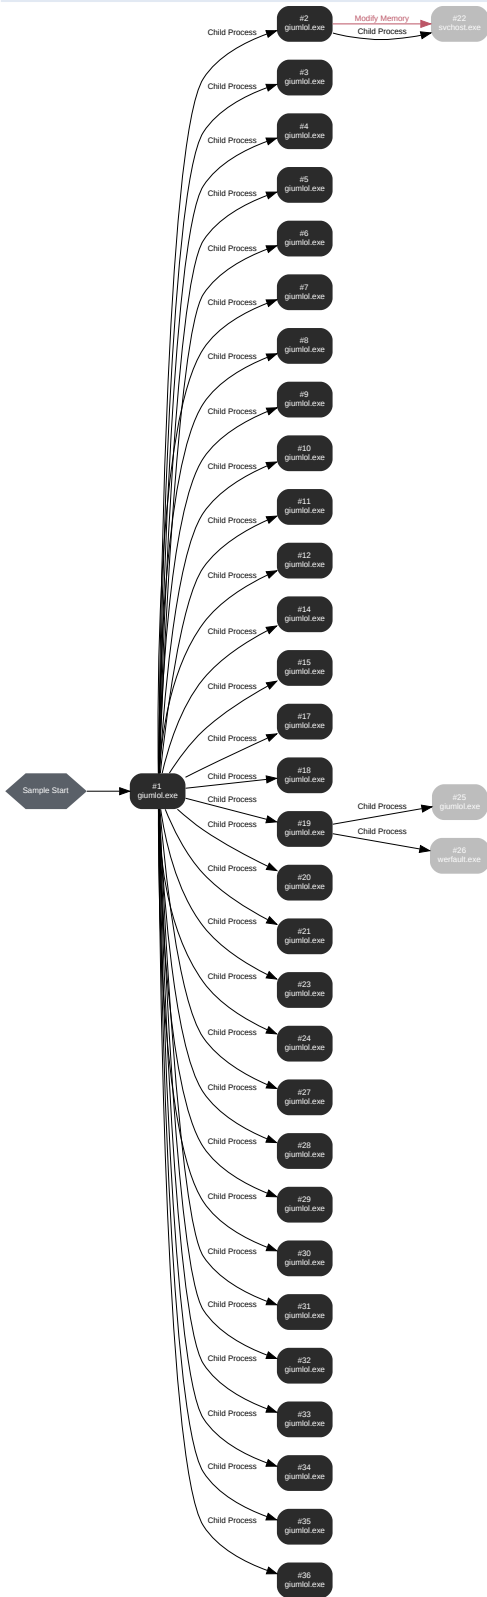 Child Process
#2
giumlol.exe
Modify Memory
Child Process
#22
svchost.exe
Child Process
#3
giumlol.exe
Child Process
#4
giumlol.exe
Child Process
#5
giumlol.exe
Child Process
#6
giumlol.exe
Child Process
#7
giumlol.exe
Child Process
#8
giumlol.exe
Child Process
#9
giumlol.exe
Child Process
#10
giumlol.exe
Child Process
#11
giumlol.exe
Child Process
#12
giumlol.exe
Child Process
#14
giumlol.exe
Child Process
#15
giumlol.exe
Child Process
#17
giumlol.exe
Sample Start
#1
giumlol.exe
Child Process
#18
giumlol.exe
Child Process
#19
giumlol.exe
Child Process
#25
giumlol.exe
Child Process
#26
werfault.exe
Child Process
#20
giumlol.exe
Child Process
#21
giumlol.exe
Child Process
#23
giumlol.exe
Child Process
#24
giumlol.exe
Child Process
#27
giumlol.exe
Child Process
#28
giumlol.exe
Child Process
#29
giumlol.exe
Child Process
#30
giumlol.exe
Child Process
#31
giumlol.exe
Child Process
#32
giumlol.exe
Child Process
#33
giumlol.exe
Child Process
#34
giumlol.exe
Child Process
#35
giumlol.exe
Child Process
#36
giumlol.exe